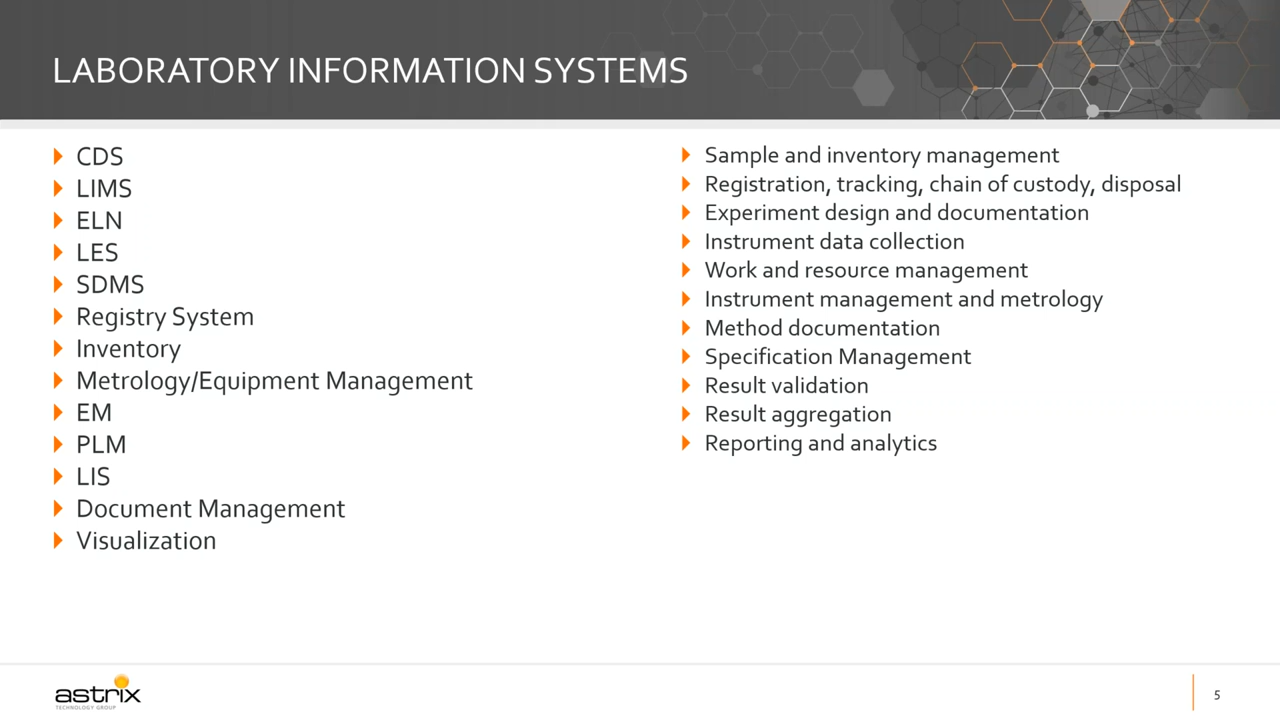 LABORATORY INFORMATION SYSTEMS
CDS
LIMS
ELN
LES
SDMS
Registry System
Inventory
Metrology/Equipment Management
EM
PLM
LIS
Document Management
Visualization
Sample and inventory management
Registration, tracking, chain of custody, disposal
Experiment design and documentation
Instrument data collection
Work and resource management
Instrument management and metrology
Method documentation
Specification Management
Result validation
Result aggregation
Reporting and analytics
astrix
TECHNOLOGY GROUP
5